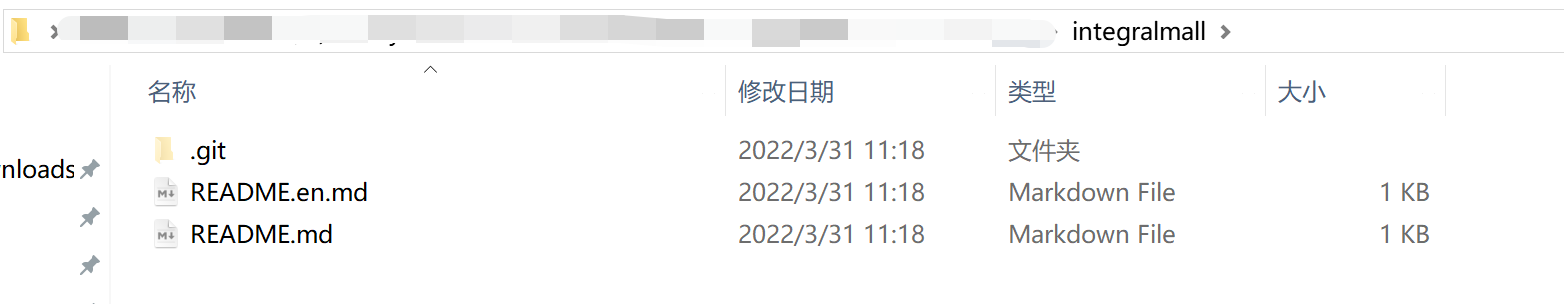 integralmall
名称 修改日期 类型 大小
.git 2022/3/31 11:18 文件夹
nloads README.en.md 2022/3/31 11:18 Markdown File 1 KB
README.md 2022/3/31 11:18 Markdown File 1 KB